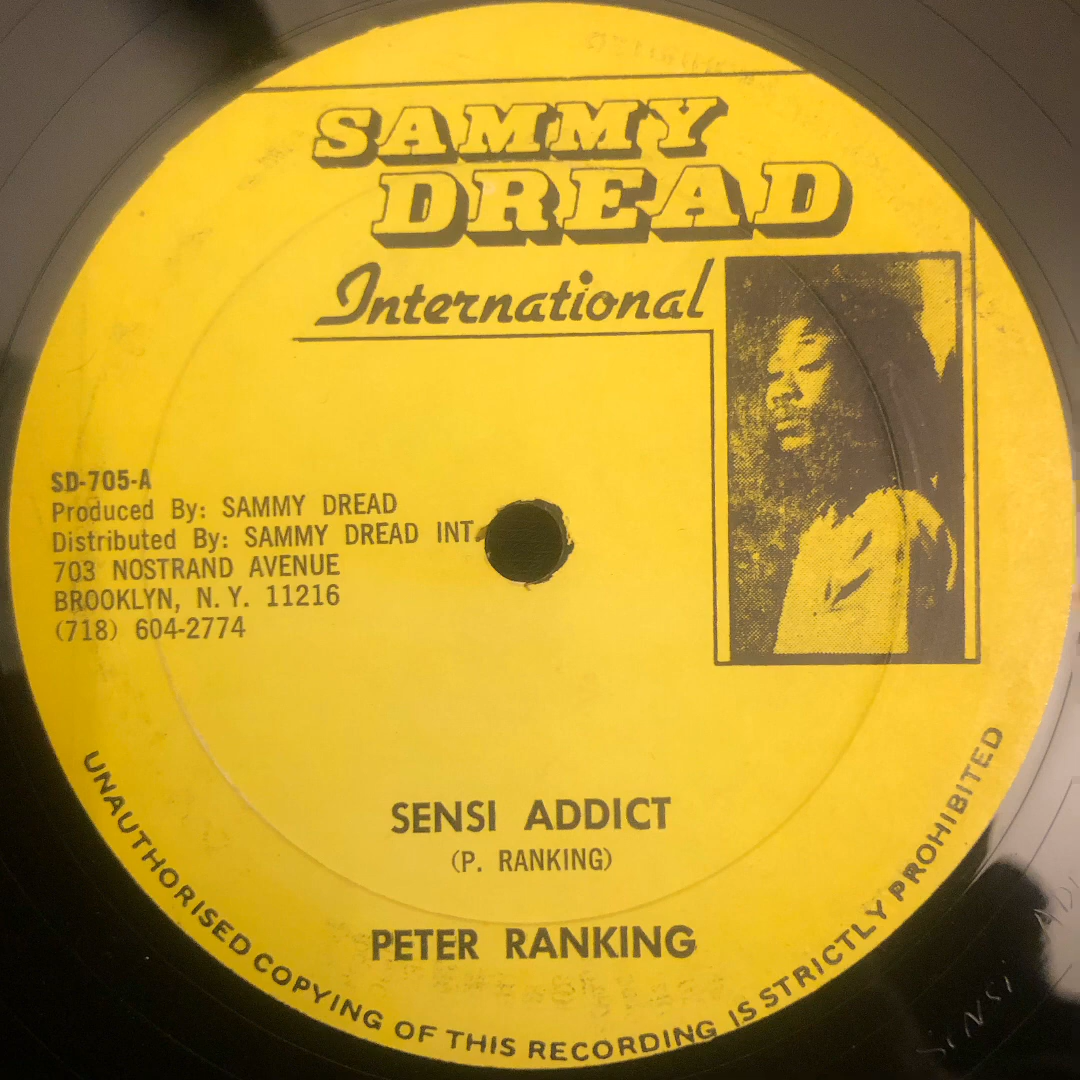 SAMMY
DREAD
International
SD-705-A
Produced By: SAMMY DREAD
Distributed By: SAMMY DREAD INT.
703 NOSTRAND AVENUE
BROOKLYN, N.Y. 11216
(718) 604-2774
SENSI ADDICT
(P. RANKING)
PETER RANKING
UNAUTHORISED COPYING OF THIS RECORDING IS STRICTLY PROHIBITED
SENSI